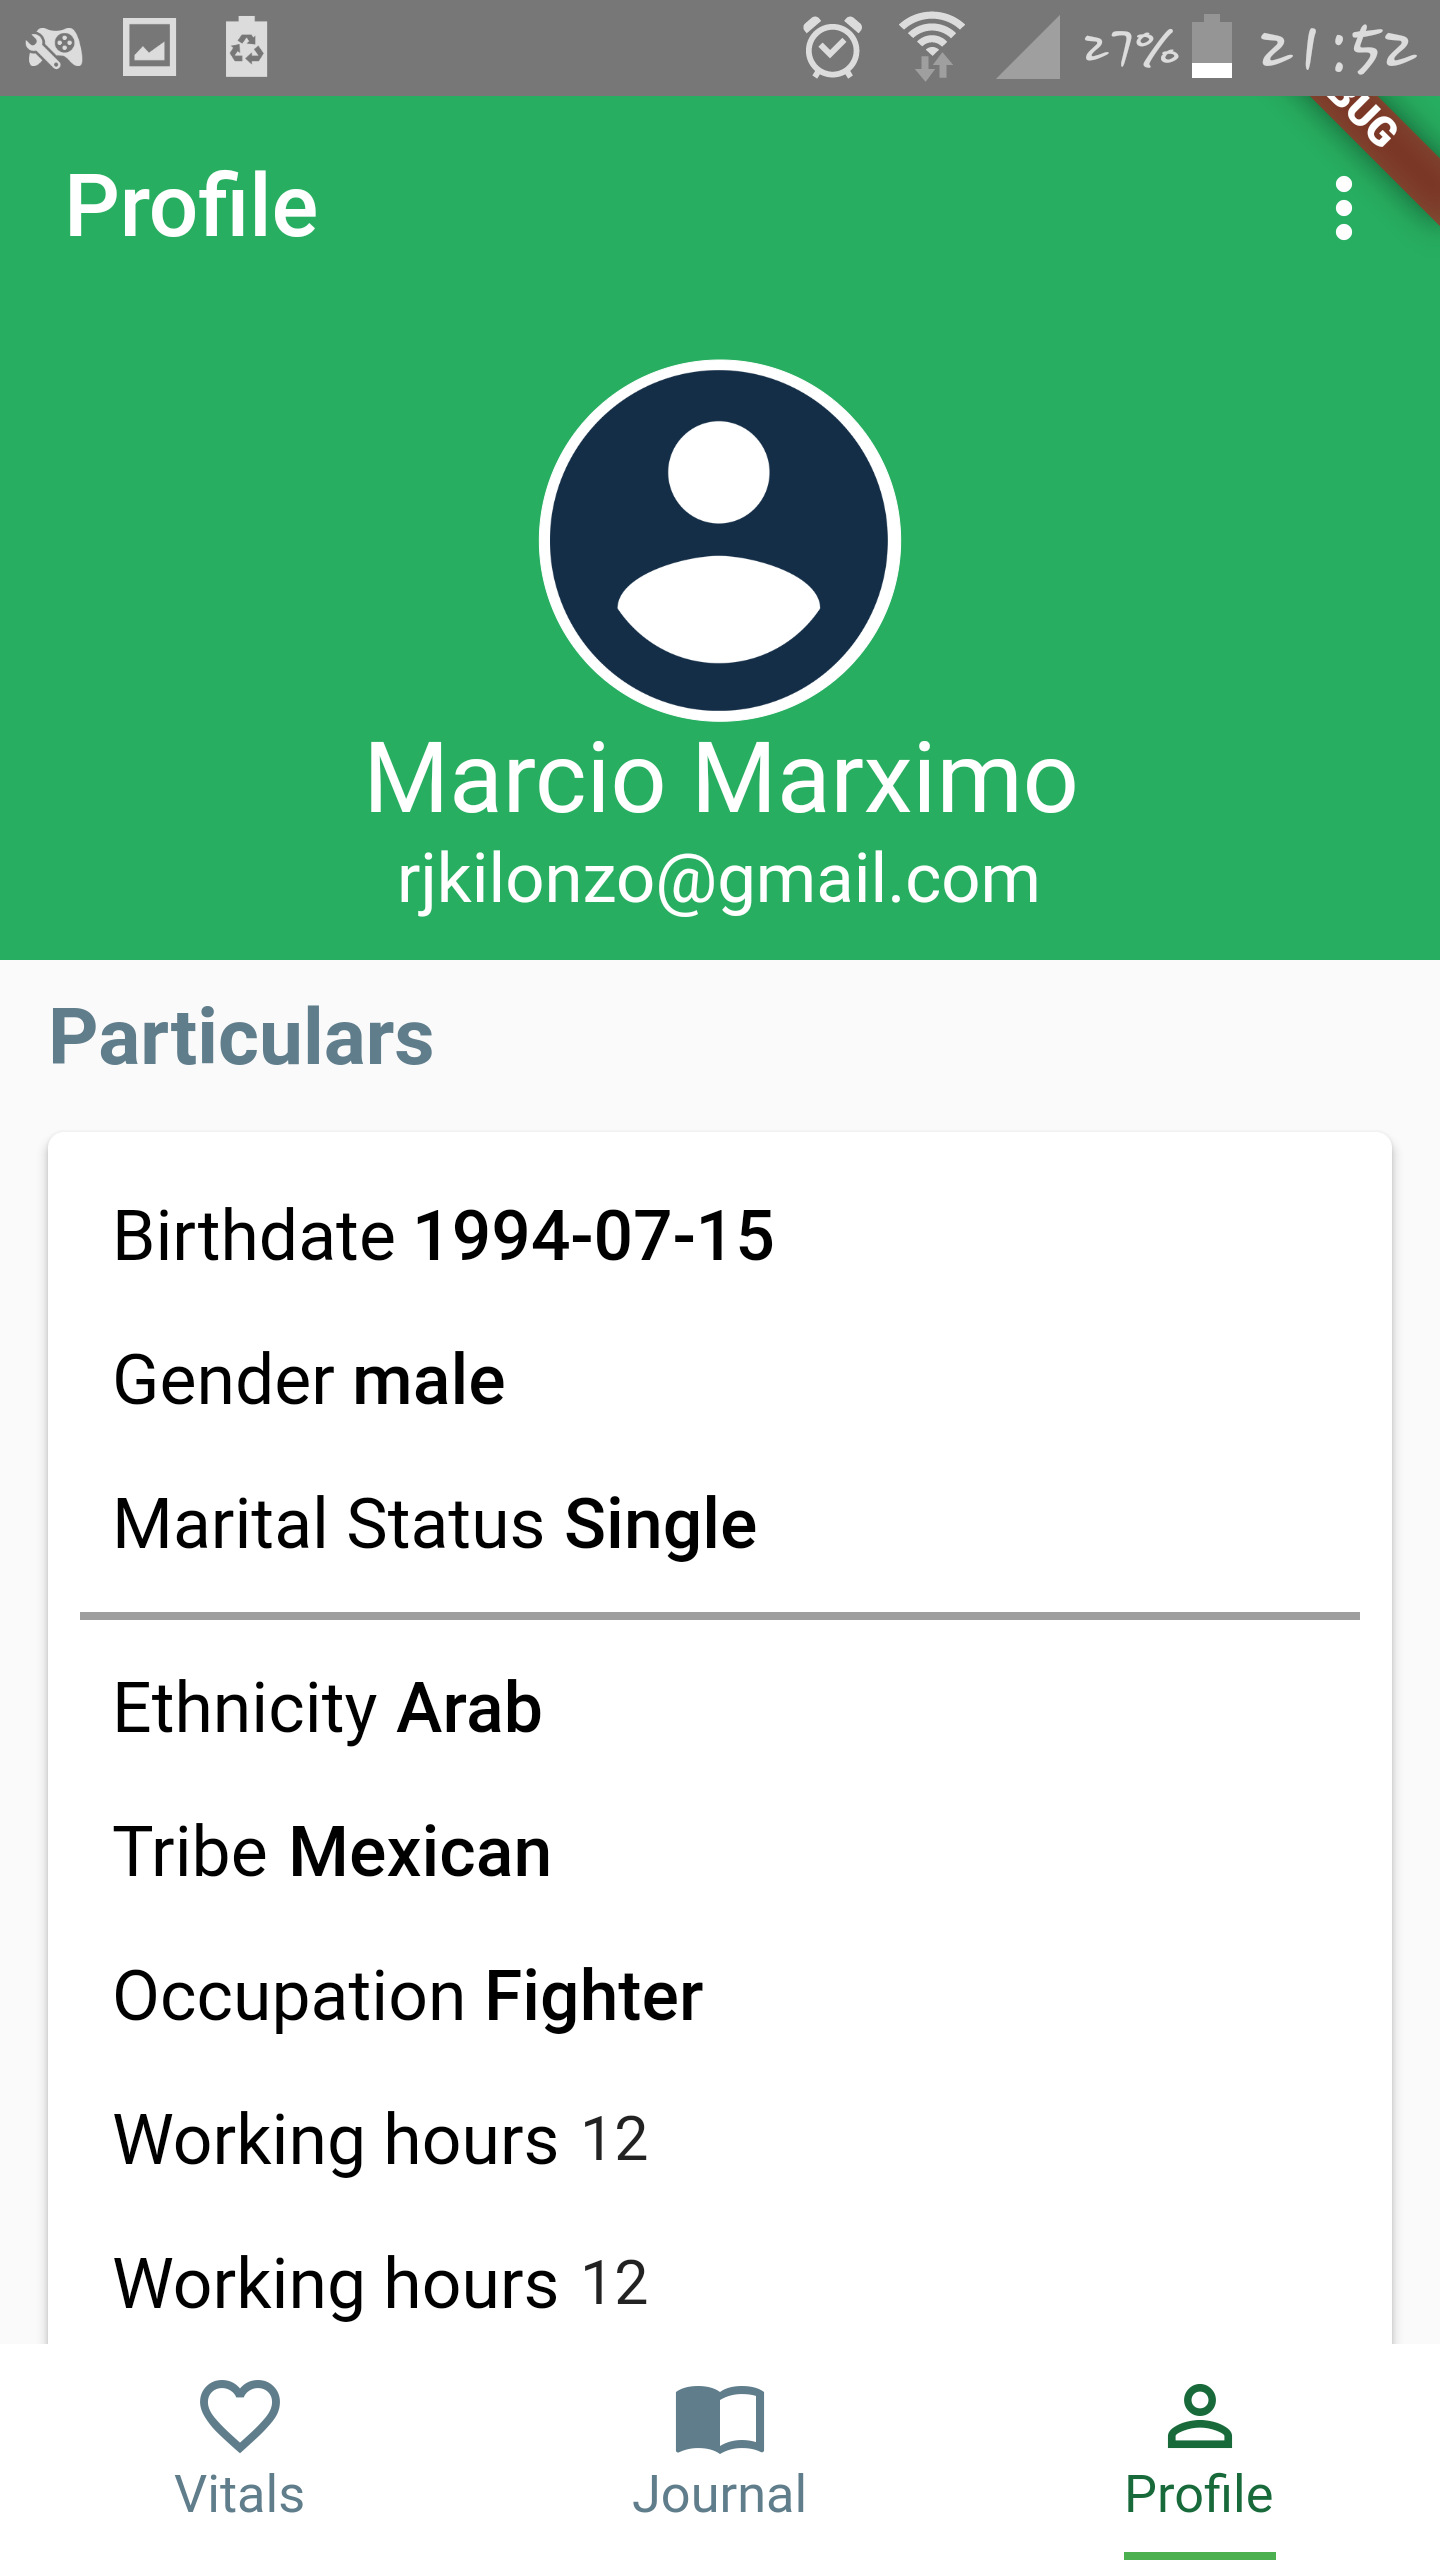 27% 21:52
BUG
Profile
Marcio Marximo
rjkilonzo@gmail.com
Particulars
Birthdate 1994-07-15
Gender male
Marital Status Single
Ethnicity Arab
Tribe Mexican
Occupation Fighter
Working hours 12
Working hours 12
Vitals Journal Profile